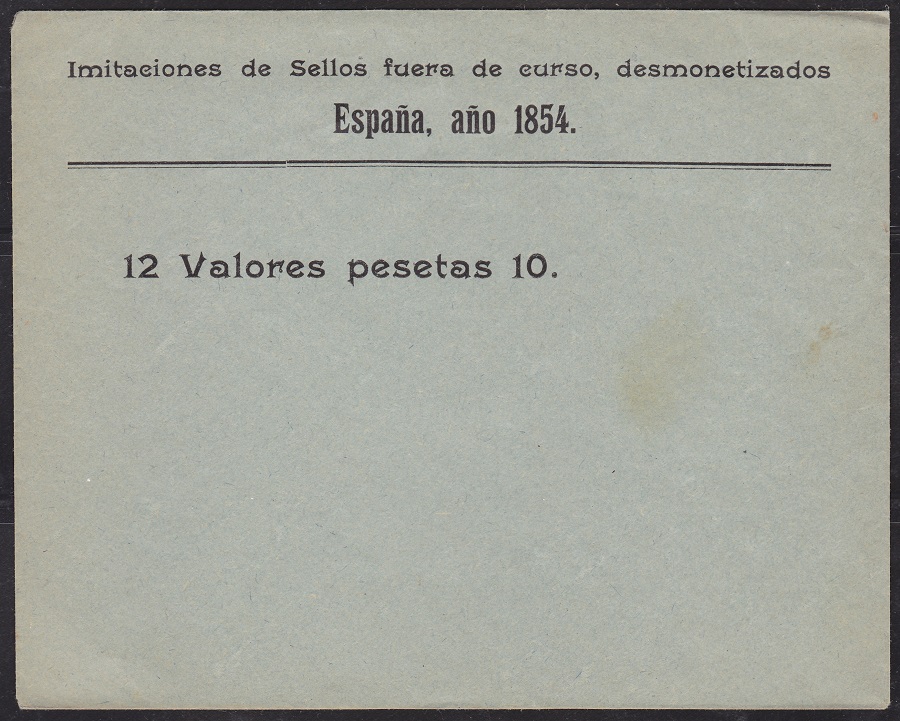 Imitaciones de Sellos fuera de curso, desmonetizados
España, año 1854.
12 Valores pesetas 10.